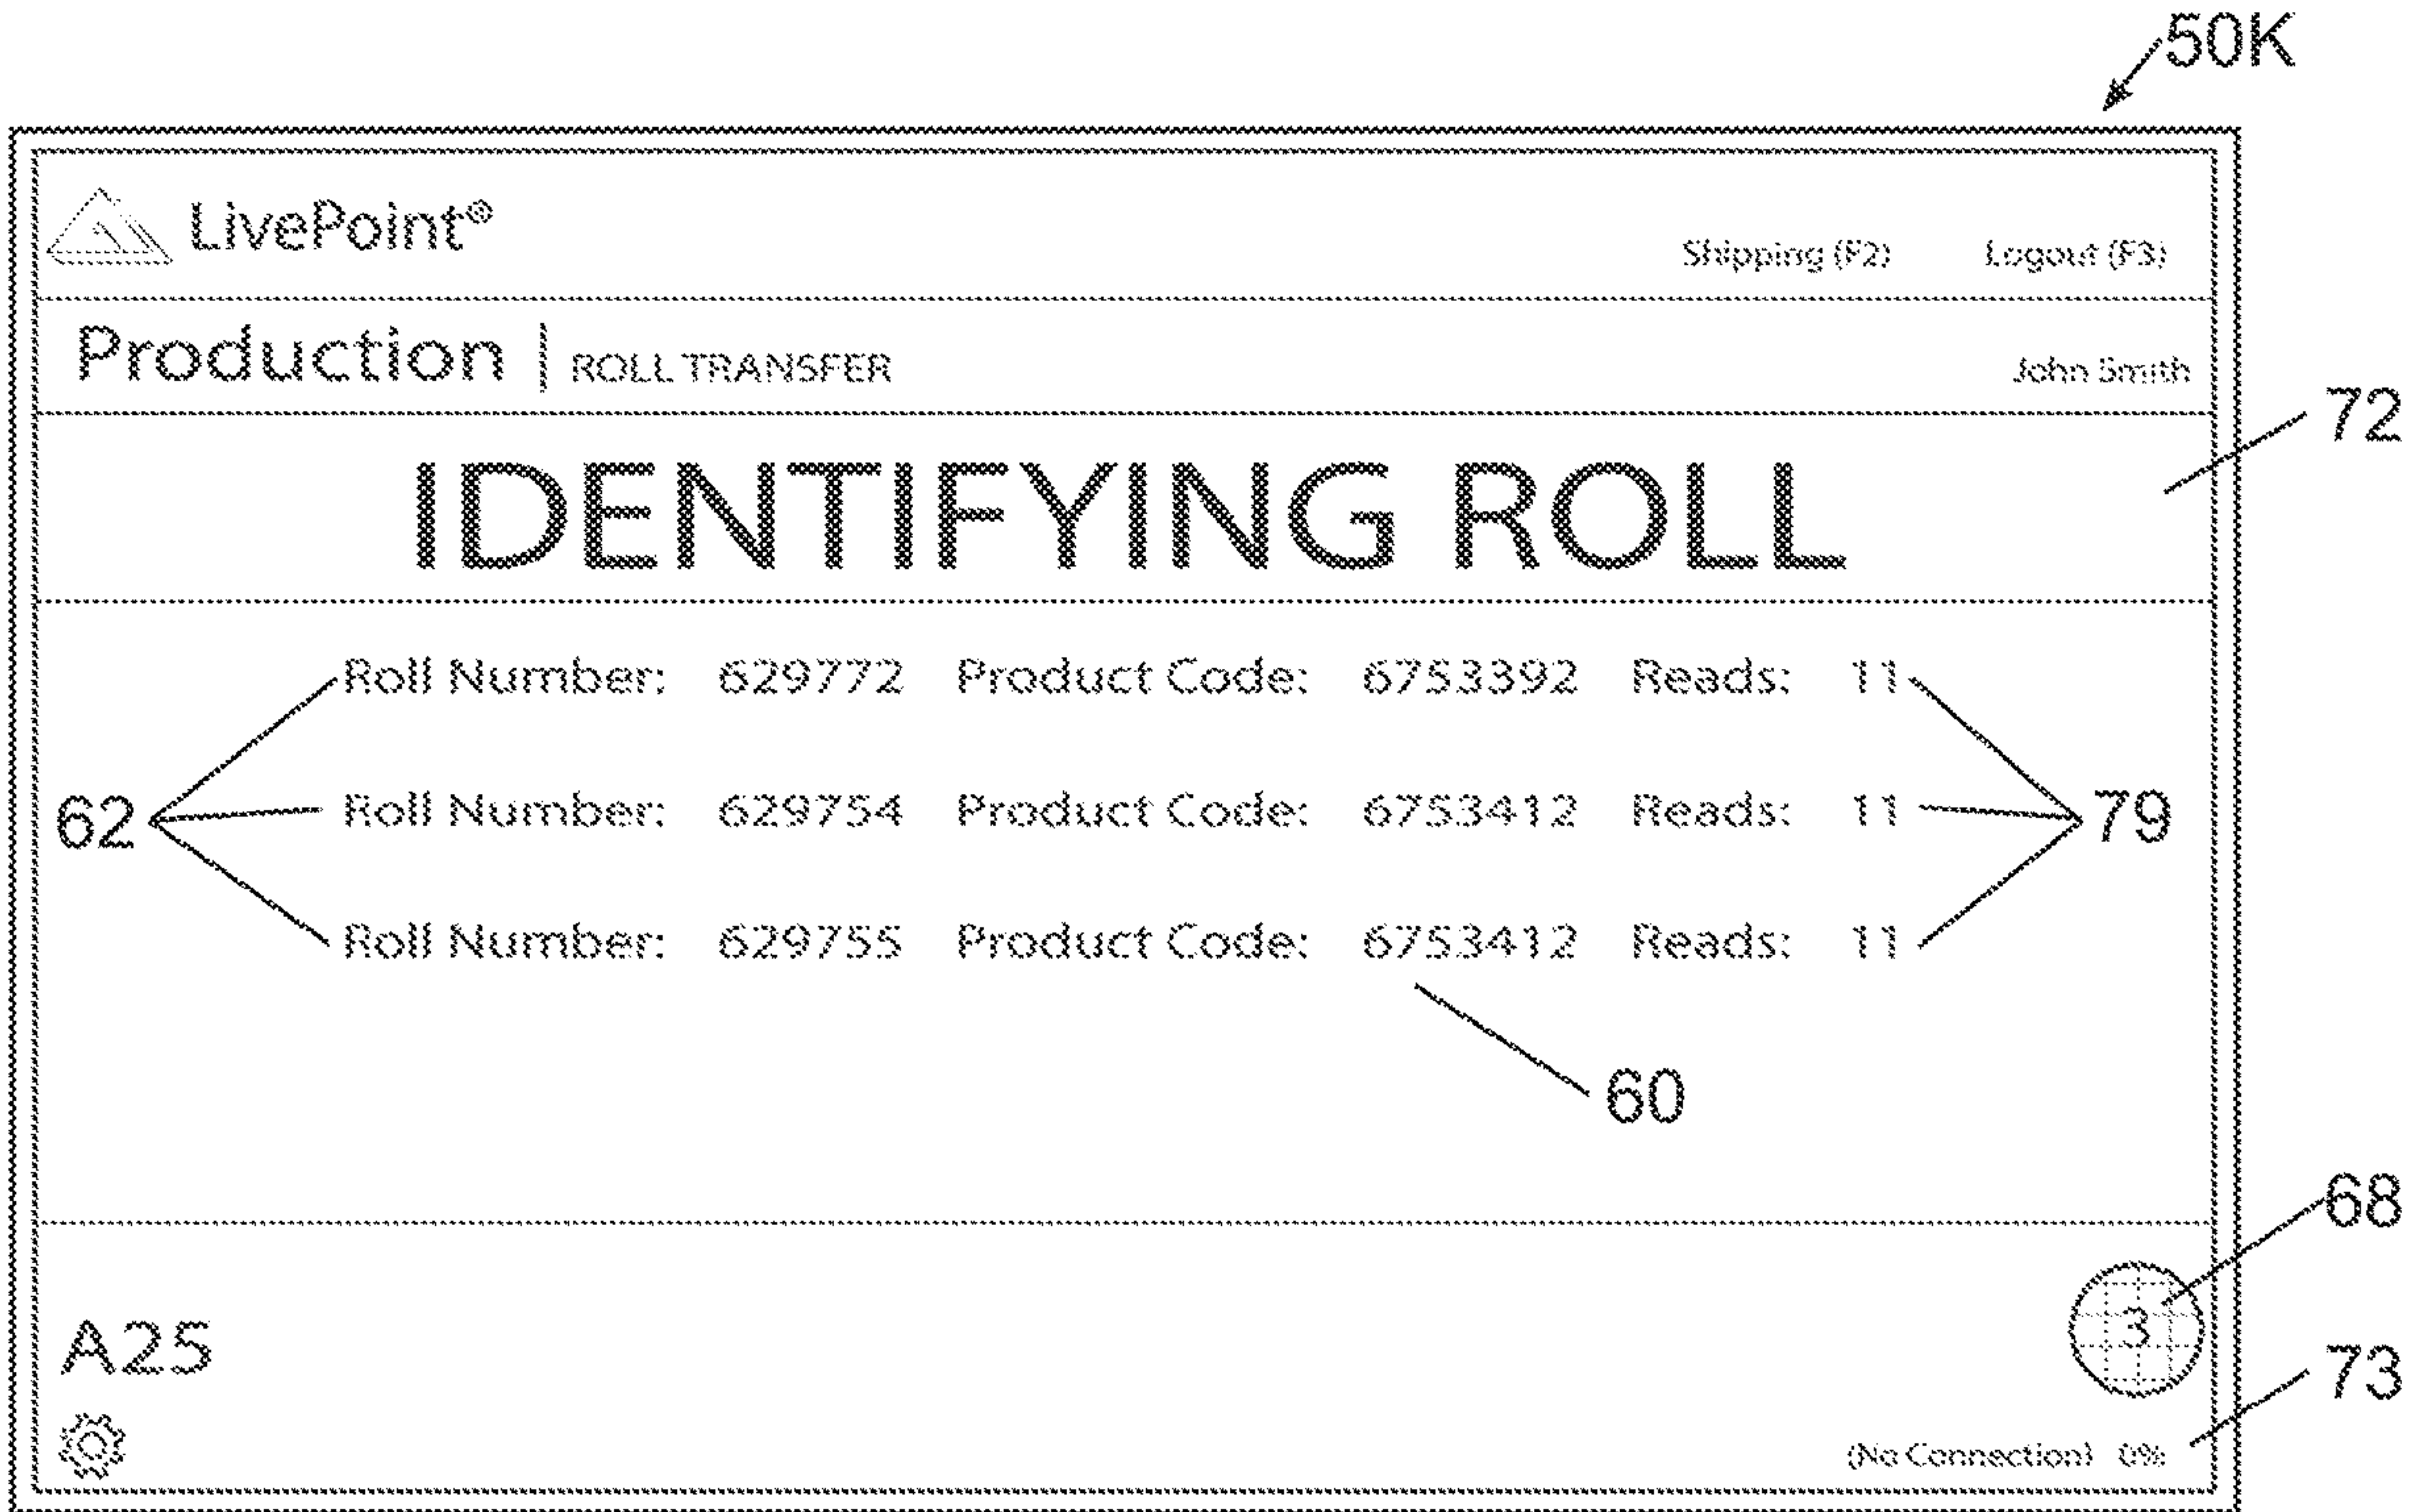 50K
LivePoint®
Shipping (F2) Logout (F3)
Production | ROLL TRANSFER John Smith
72
IDENTIFYING ROLL
Roll Number: 629772 Product Code: 6753392 Reads: 11
62 Roll Number: 629754 Product Code: 6753412 Reads: 11 79
Roll Number: 629755 Product Code: 6753412 Reads: 11
60
68
A25 3
73
(No Connection) 0%